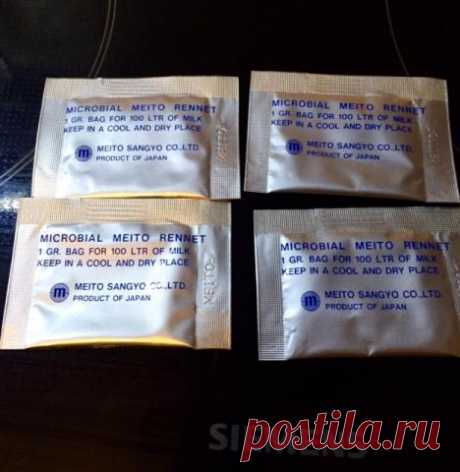 MICROBIAL MEITO RENNET
1 GR. BAG FOR 100 LTR OF MILK
KEEP IN A COOL AND DRY PLACE
m
MEITO SANGYO CO.,LTD.
PRODUCT OF JAPAN
MICROBIAL MEITO RENNET
1 GR. BAG FOR 100 LTR OF MILK
KEEP IN A COOL AND DRY PLACE
m
MEITO SANGYO CO.,LTD.
PRODUCT OF JAPAN
MICROBIAL MEITO RENNET
1 GR. BAG FOR 100 LTR OF MILK
KEEP IN A COOL AND DRY PLACE
m
MEITO SANGYO CO.,LTD.
PRODUCT OF JAPAN
MEITO
MICROBIAL MEITO RENNET
1 GR. BAG FOR 100 LTR OF MILK
KEEP IN A COOL AND DRY PLACE
m
MEITO SANGYO CO.,LTD.
PRODUCT OF JAPAN
postila.ru